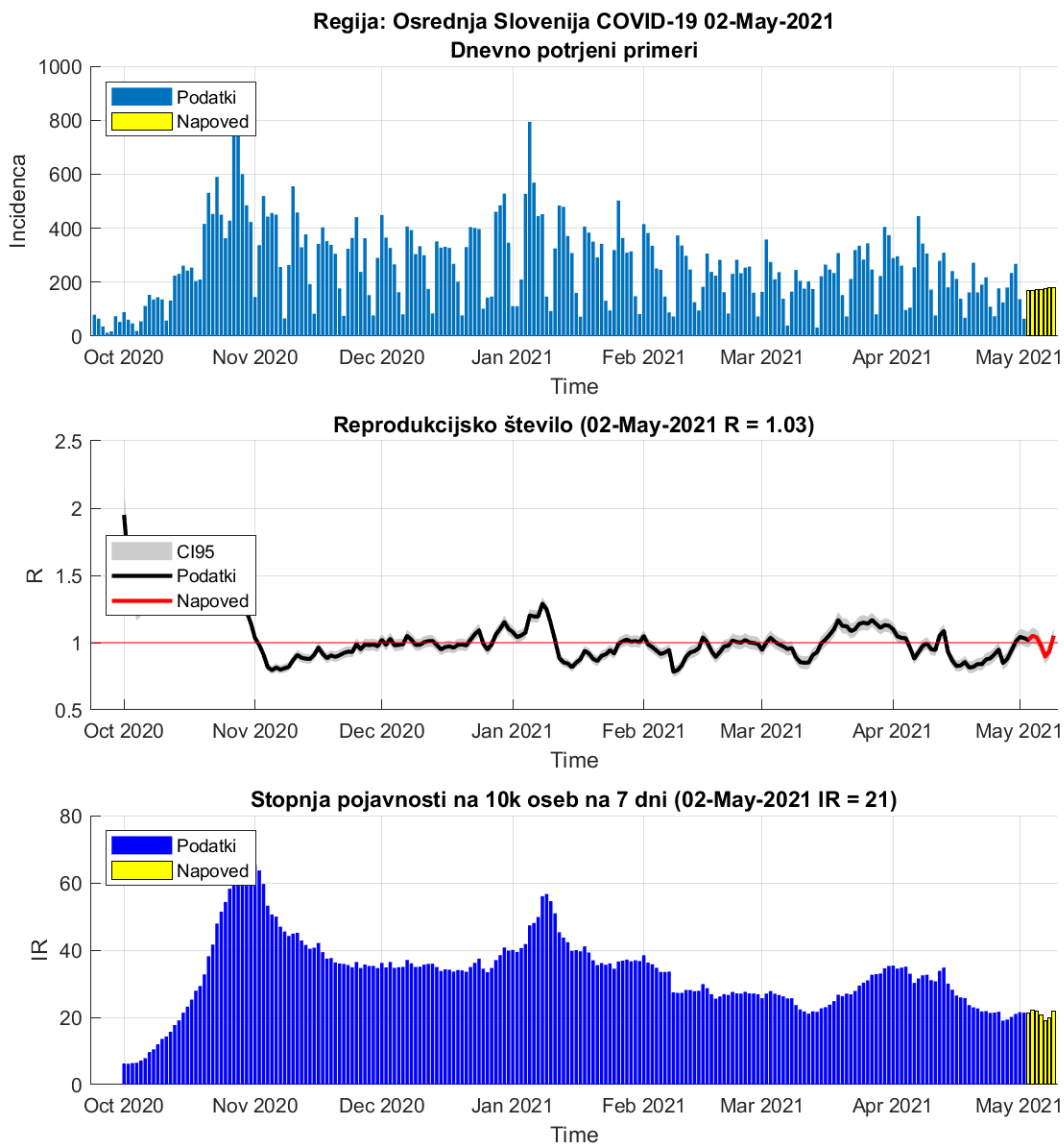 Regija: Osrednja Slovenija COVID-19 02-May-2021
Dnevno potrjeni primeri
1000
800
600
400
200
0
Incidenca
Podatki
Napoved
Oct 2020 Nov 2020 Dec 2020 Jan 2021 Feb 2021 Mar 2021 Apr 2021 May 2021
Time
Reprodukcijsko število (02-May-2021 R = 1.03)
2.5
2
1.5
1
0.5
R
CI95
Podatki
Napoved
Oct 2020 Nov 2020 Dec 2020 Jan 2021 Feb 2021 Mar 2021 Apr 2021 May 2021
Time
Stopnja pojavnosti na 10k oseb na 7 dni (02-May-2021 IR = 21)
80
60
40
20
0
IR
Podatki
Napoved
Oct 2020 Nov 2020 Dec 2020 Jan 2021 Feb 2021 Mar 2021 Apr 2021 May 2021
Time